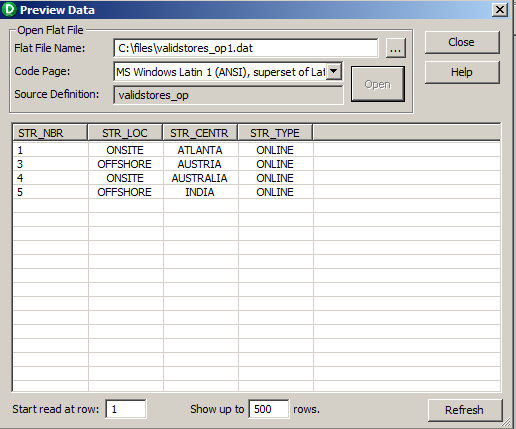 Preview Data
Open Flat File
Flat File Name: C:\files\validstores_op1.dat ...
Close
Code Page: MS Windows Latin 1 (ANSI), superset of Lat
Open
Help
Source Definition: validstores_op
STR_NBR STR_LOC STR_CENTR STR_TYPE
1 ONSITE ATLANTA ONLINE
3 OFFSHORE AUSTRIA ONLINE
4 ONSITE AUSTRALIA ONLINE
5 OFFSHORE INDIA ONLINE
Start read at row: 1 Show up to 500 rows. Refresh